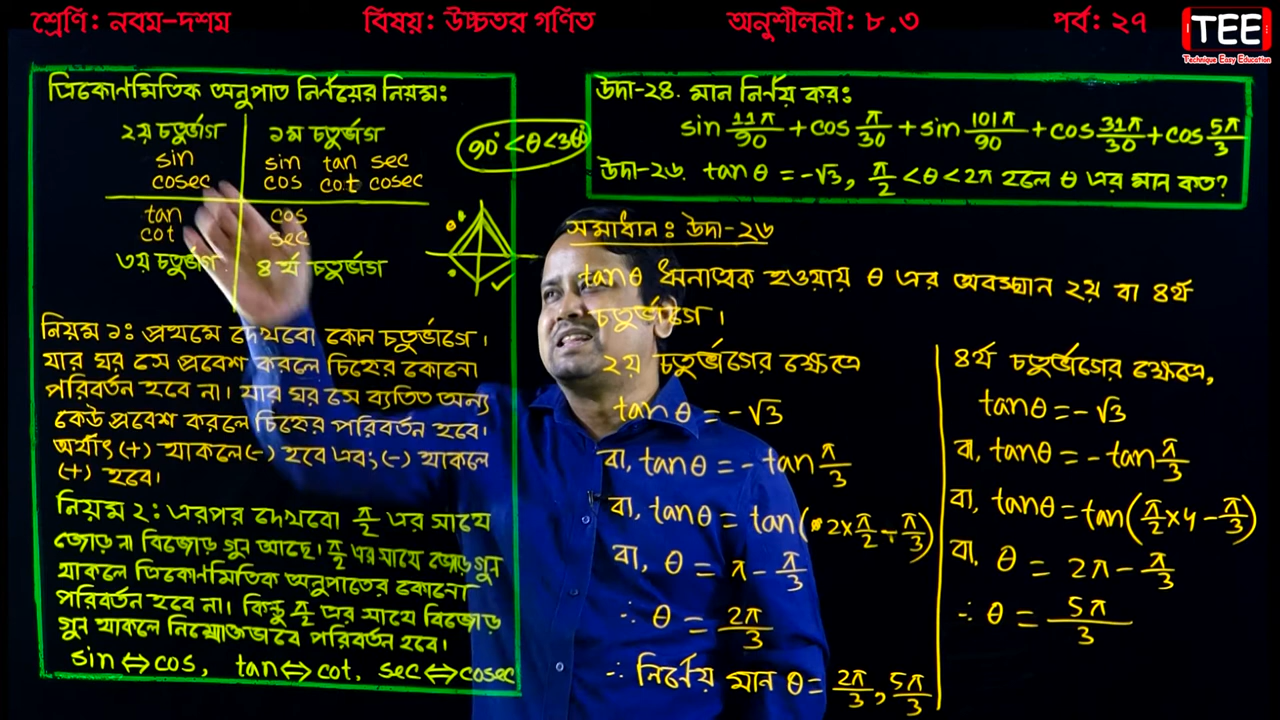 শ্রেণি: নবম-দশম
বিষয়: উচ্চতর গণিত
অনুশীলনী: ৮.৩
পর্ব: ২৭
TEE
Technique Easy Education
ত্রিকোণমিতিক অনুপাত নির্ণয়ের নিয়ম:
২য় চতুর্ভাগ
sin
cosec
১ম চতুর্ভাগ
sin tan sec
cos cot cosec
tan
cot
৩য় চতুর্ভাগ
cos
sec
৪র্থ চতুর্ভাগ
90° < θ < 360°
নিয়ম ১: প্রথমে দেখবো কোন চতুর্ভাগে।
যার ঘর সে প্রবেশ করলে চিহ্নের কোনো
পরিবর্তন হবে না। যার ঘর সে ব্যতিত অন্য
কেউ প্রবেশ করলে চিহ্নের পরিবর্তন হবে।
অর্থাৎ (+) থাকলে (-) হবে এবং (-) থাকলে
(+) হবে।
নিয়ম ২: এরপর দেখবো π/2 এর সাথে
জোড় না বিজোড় গুন আছে। π/2 এর সাথে জোড় গুন
থাকলে ত্রিকোণমিতিক অনুপাতের কোনো
পরিবর্তন হবে না। কিন্তু π/2 এর সাথে বিজোড়
গুন থাকলে নিম্নোক্তভাবে পরিবর্তন হবে।
sin ⇔ cos, tan ⇔ cot, sec ⇔ cosec
উদা-২৪. মান নির্ণয় কর:
sin 11π/90 + cos π/30 + sin 101π/90 + cos 31π/30 + cos 5π/3
উদা-২৬. tan θ = -√3, π/2 < θ < 2π হলে θ এর মান কত?
সমাধান: উদা-২৬
tanθ ঋনাত্মক হওয়ায় θ এর অবস্থান ২য় বা ৪র্থ
চতুর্ভাগে।
২য় চতুর্ভাগের ক্ষেত্রে
tanθ = -√3
বা, tanθ = - tan π/3
বা, tanθ = tan(2×π/2 - π/3)
বা, θ = π - π/3
∴ θ = 2π/3
∴ নির্ণেয় মান θ = 2π/3, 5π/3
৪র্থ চতুর্ভাগের ক্ষেত্রে,
tanθ = -√3
বা, tanθ = - tan π/3
বা, tanθ = tan(π/2×4 - π/3)
বা, θ = 2π - π/3
∴ θ = 5π/3